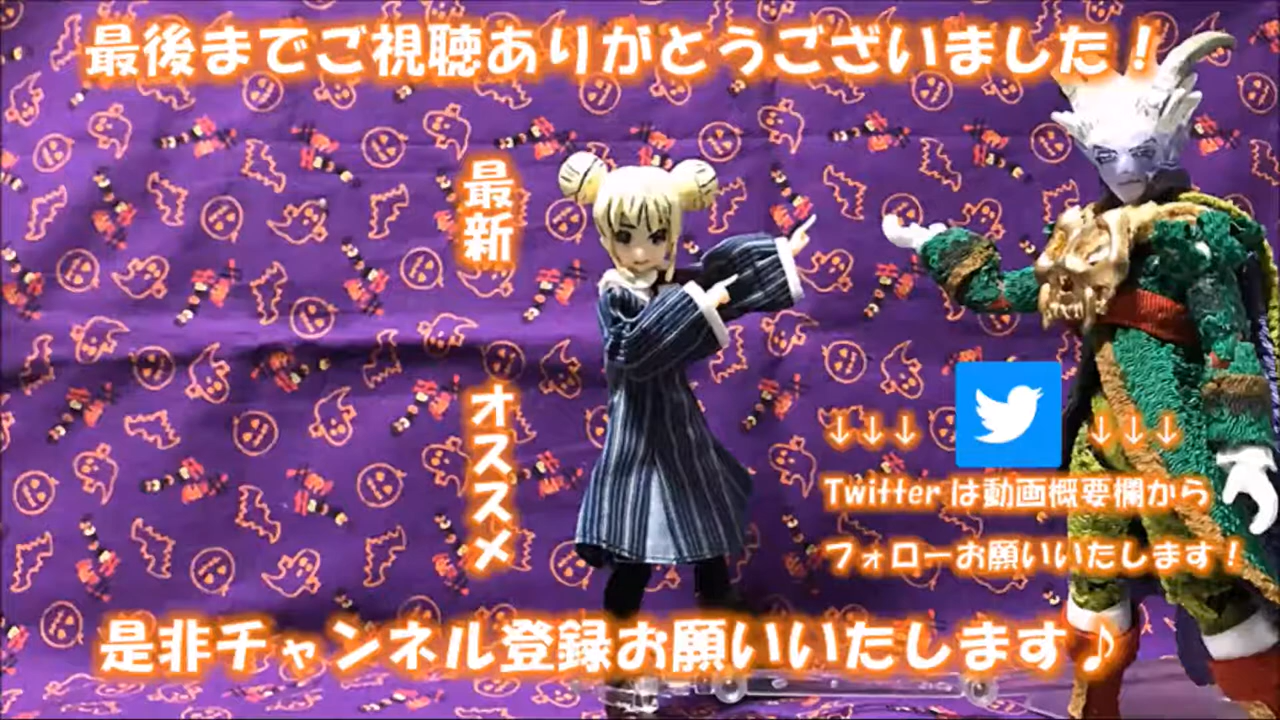 最後までご視聴ありがとうございました！
最新
オススメ
↓↓↓ ↓↓↓
Twitterは動画概要欄から
フォローお願いいたします！
是非チャンネル登録お願いいたします♪